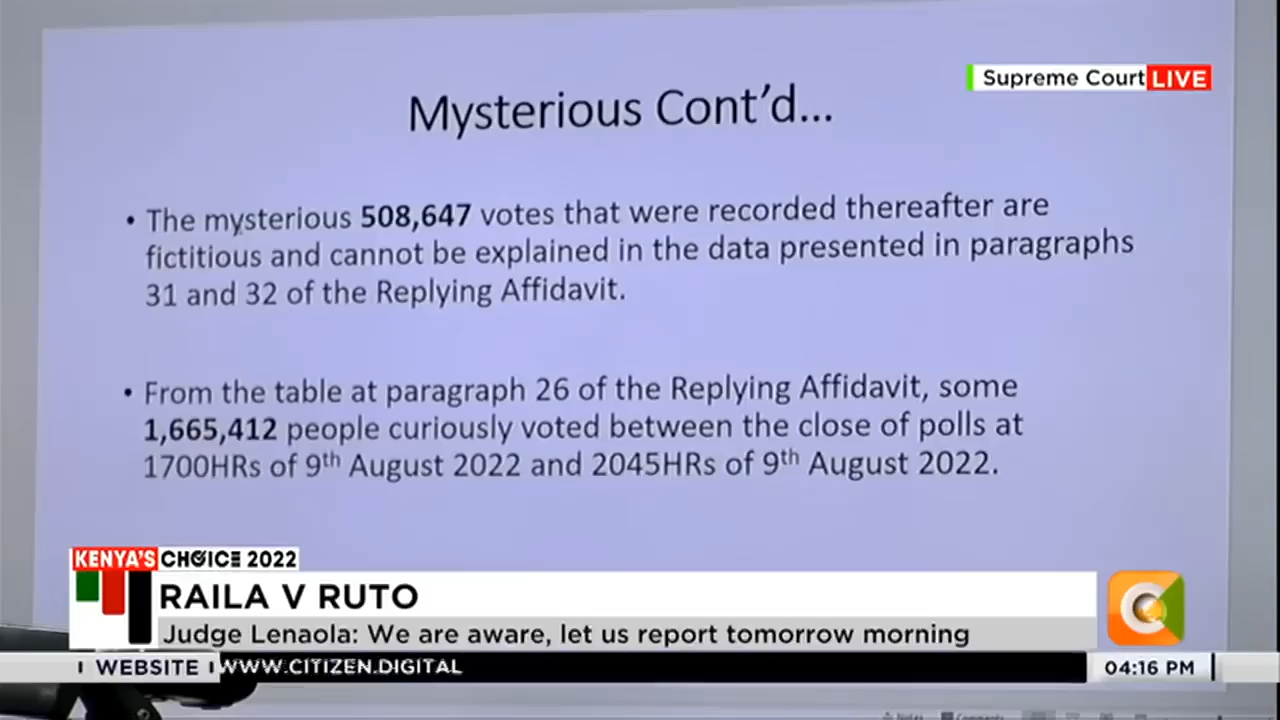 Supreme Court LIVE
Mysterious Cont'd...
• The mysterious 508,647 votes that were recorded thereafter are
fictitious and cannot be explained in the data presented in paragraphs
31 and 32 of the Replying Affidavit.
• From the table at paragraph 26 of the Replying Affidavit, some
1,665,412 people curiously voted between the close of polls at
1700HRs of 9th August 2022 and 2045HRs of 9th August 2022.
KENYA'S CHOICE 2022
RAILA V RUTO
Judge Lenaola: We are aware, let us report tomorrow morning
WEBSITE WWW.CITIZEN.DIGITAL
04:16 PM